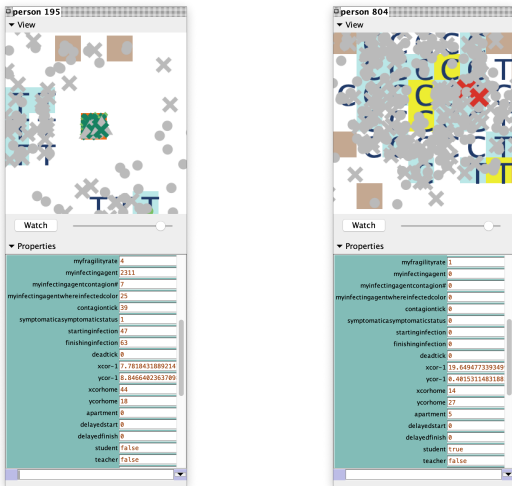 person 195
View
Watch
Properties
myfragilityrate 4
myinfectingagent 2311
myinfectingagentcontagion# 7
myinfectingagentwhereinfectedcolor 25
contagiontick 39
symptomaticasymptomaticstatus 1
startinginfection 47
finishinginfection 63
deadtick 0
xcor-1 7.7818431889214
ycor-1 8.8466402363709
xcorhome 44
ycorhome 18
apartment 0
delayedstart 0
delayedfinish 0
student false
teacher false
person 804
View
C
C T
C
C
C
T
T
Watch
Properties
myfragilityrate 1
myinfectingagent 0
myinfectingagentcontagion# 0
myinfectingagentwhereinfectedcolor 0
contagiontick 0
symptomaticasymptomaticstatus 0
startinginfection 0
finishinginfection 0
deadtick 0
xcor-1 19.649477339349
ycor-1 0.4015311483188
xcorhome 14
ycorhome 27
apartment 5
delayedstart 0
delayedfinish 0
student true
teacher false